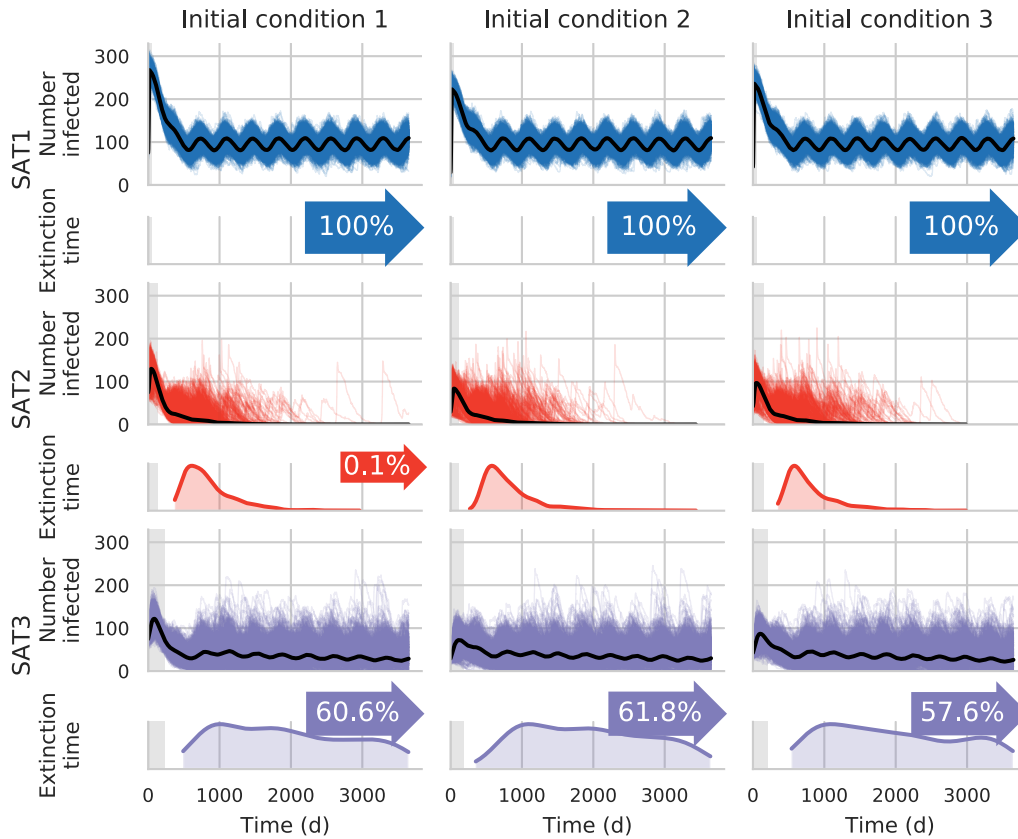 Initial condition 1
Initial condition 2
Initial condition 3
SAT1
Number
infected
300
200
100
0
Extinction
time
100%
100%
100%
SAT2
Number
infected
300
200
100
0
Extinction
time
0.1%
SAT3
Number
infected
300
200
100
0
Extinction
time
60.6%
61.8%
57.6%
0 1000 2000 3000
0 1000 2000 3000
0 1000 2000 3000
Time (d)
Time (d)
Time (d)